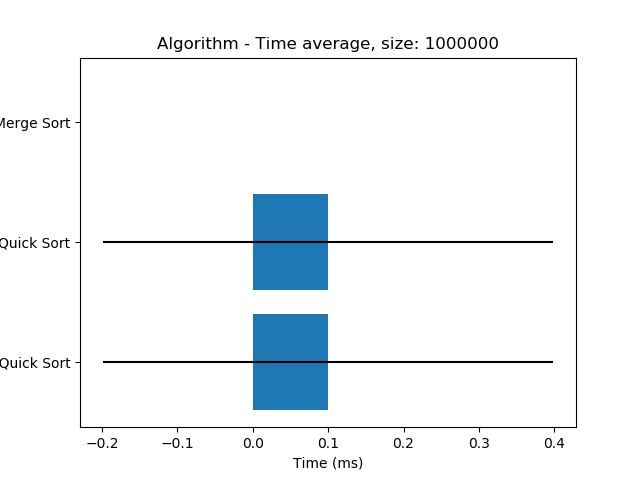 Algorithm - Time average, size: 1000000
Merge Sort
Quick Sort
Quick Sort
−0.2 −0.1 0.0 0.1 0.2 0.3 0.4
Time (ms)